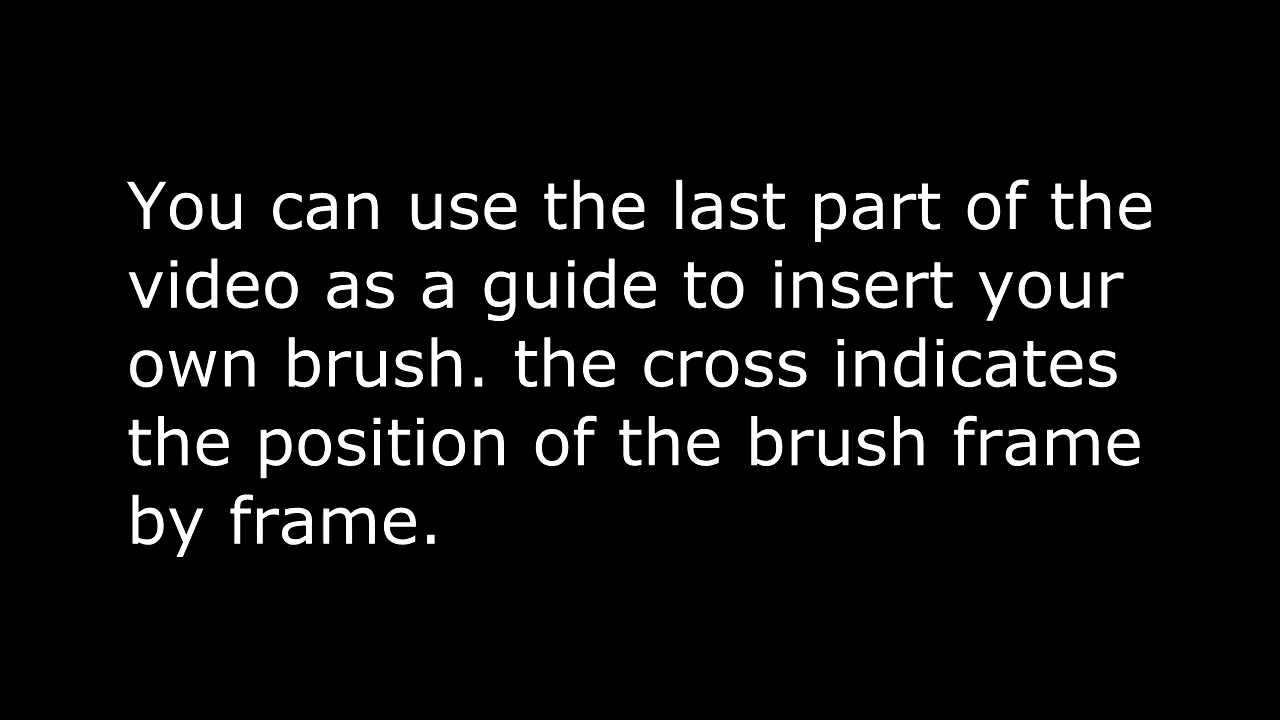 You can use the last part of the
video as a guide to insert your
own brush. the cross indicates
the position of the brush frame
by frame.